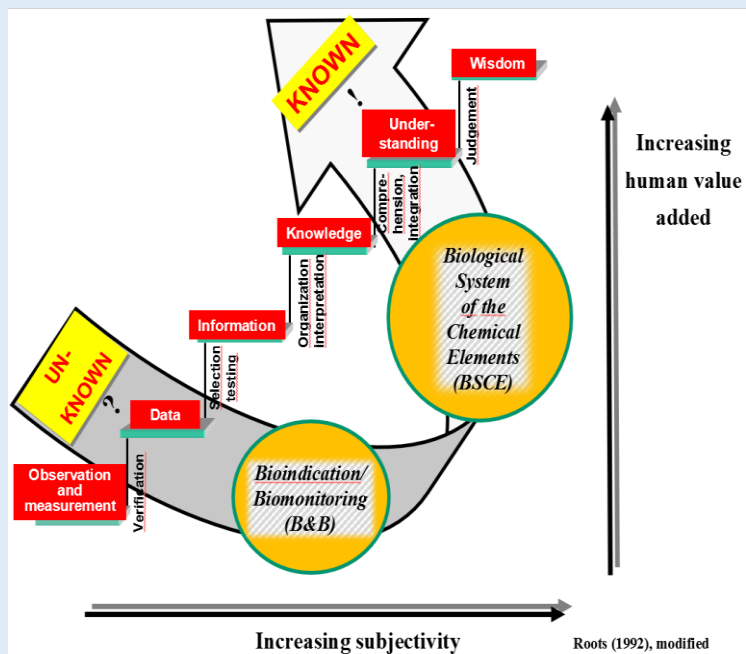 KNOWN
!
Wisdom
Judgement
Under-
standing
Compre-
hension,
integration
Knowledge
Organization
interpretation
Information
Selection
testing
UN-
KNOWN
?
Data
Verification
Observation
and
measurement
Bioindication/
Biomonitoring
(B&B)
Biological
System
of the
Chemical
Elements
(BSCE)
Increasing
human value
added
Increasing subjectivity
Roots (1992), modified